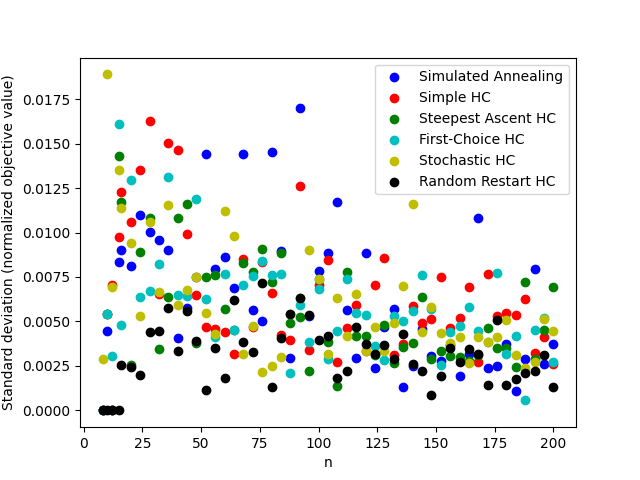 Simulated Annealing
Simple HC
Steepest Ascent HC
First-Choice HC
Stochastic HC
Random Restart HC
Standard deviation (normalized objective value)
0.0175
0.0150
0.0125
0.0100
0.0075
0.0050
0.0025
0.0000
0 25 50 75 100 125 150 175 200
n